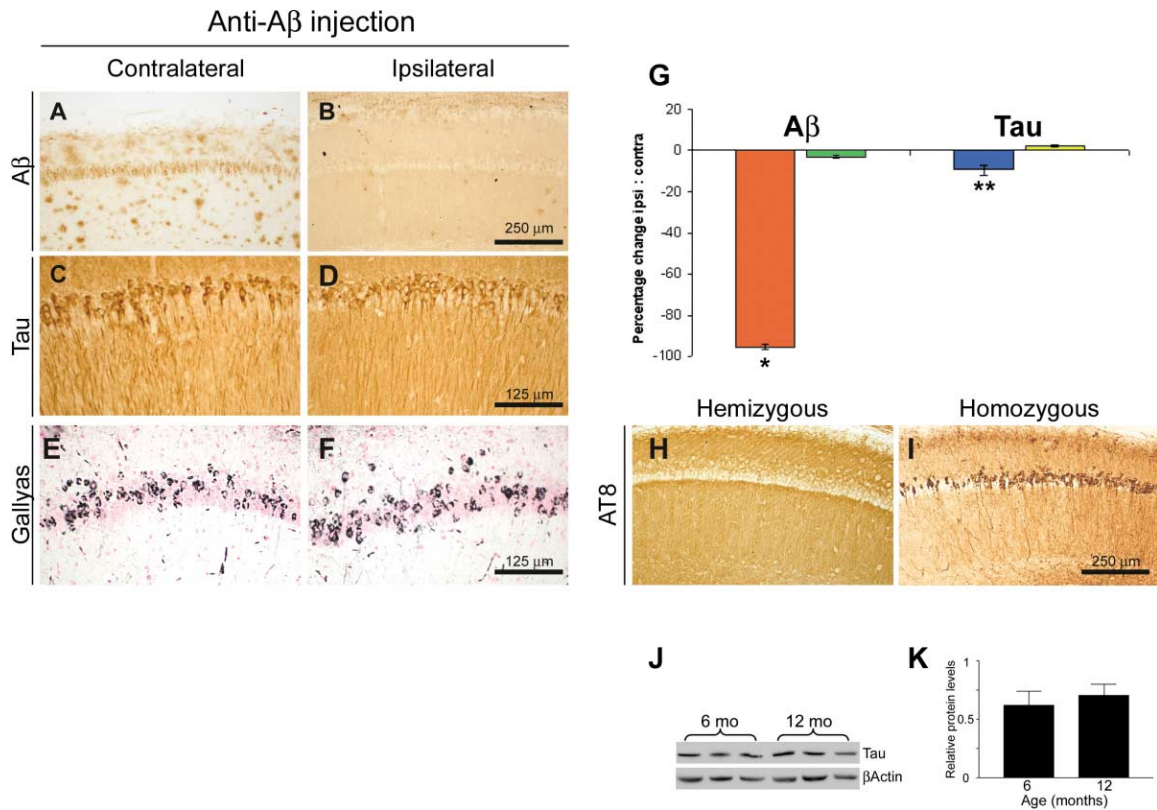 Anti-Aβ injection
Contralateral Ipsilateral
A B
Aβ
250 μm
C D
Tau
125 μm
E F
Gallyas
125 μm
G
Aβ Tau
Percentage change ipsi : contra
20
0
-20
-40
-60
-80
-100
*
**
Hemizygous Homozygous
H I
AT8
250 μm
J
6 mo 12 mo
Tau
βActin
K
Relative protein levels
1
0.5
0
6 12
Age (months)